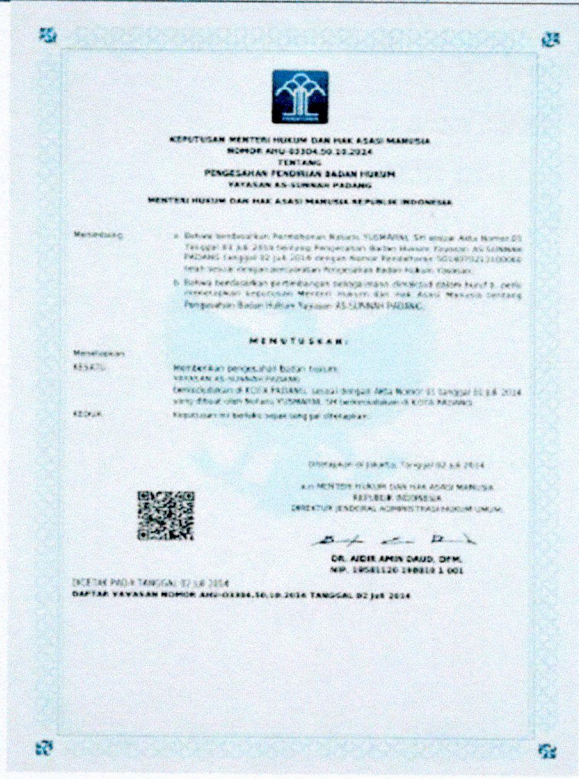 PENGAYOMAN
KEPUTUSAN MENTERI HUKUM DAN HAK ASASI MANUSIA
NOMOR AHU-03304.50.10.2014
TENTANG
PENGESAHAN PENDIRIAN BADAN HUKUM
YAYASAN AS-SUNNAH PADANG
MENTERI HUKUM DAN HAK ASASI MANUSIA REPUBLIK INDONESIA
Menimbang
a. Bahwa berdasarkan Permohonan Notaris YUSMARNI, SH sesuai Akta Nomor 01
Tanggal 01 Juli 2014 tentang Pengesahan Badan Hukum Yayasan AS-SUNNAH
PADANG tanggal 02 Juli 2014 dengan Nomor Pendaftaran
telah sesuai dengan persyaratan Pengesahan Badan Hukum Yayasan;
b. Bahwa berdasarkan pertimbangan sebagaimana dimaksud dalam huruf a, perlu
menetapkan keputusan Menteri Hukum dan Hak Asasi Manusia tentang
Pengesahan Badan Hukum Yayasan AS-SUNNAH PADANG;
MEMUTUSKAN:
Menetapkan
KESATU
Memberikan pengesahan badan hukum:
YAYASAN AS-SUNNAH PADANG
berkedudukan di KOTA PADANG, sesuai dengan Akta Nomor 01 tanggal 01 Juli 2014
yang dibuat oleh Notaris YUSMARNI, SH berkedudukan di KOTA PADANG.
KEDUA
Keputusan ini berlaku sejak tanggal ditetapkan.
Ditetapkan di Jakarta, Tanggal 02 Juli 2014
a.n MENTERI HUKUM DAN HAK ASASI MANUSIA
REPUBLIK INDONESIA
DIREKTUR JENDERAL ADMINISTRASI HUKUM UMUM,
DR. AIDIR AMIN DAUD, DFM.
NIP. 19581120 198810 1 001
DICETAK PADA TANGGAL 02 Juli 2014
DAFTAR YAYASAN NOMOR AHU-03304.50.10.2014 TANGGAL 02 Juli 2014